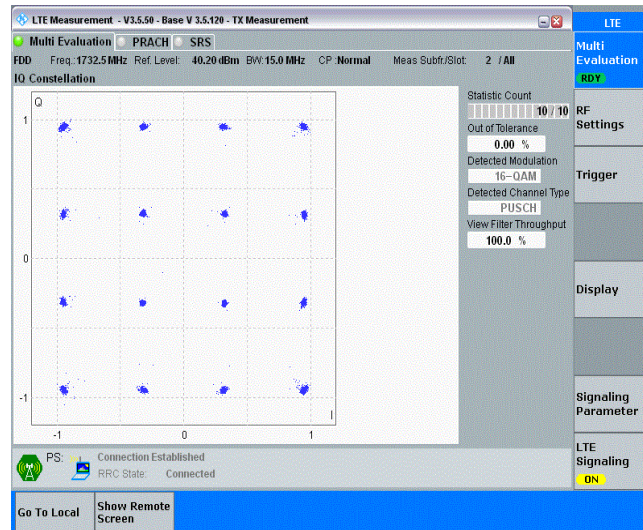 LTE Measurement - V3.5.50 - Base V 3.5.120 - TX Measurement
LTE
Multi Evaluation PRACH SRS
Multi Evaluation
RDY
FDD Freq.:1732.5 MHz Ref. Level: 40.20 dBm BW:15.0 MHz CP :Normal Meas Subfr./Slot: 2 / All
IQ Constellation
Q
1
0
-1
-1 0 1
I
Statistic Count
10 / 10
Out of Tolerance
0.00 %
Detected Modulation
16-QAM
Detected Channel Type
PUSCH
View Filter Throughput
100.0 %
RF Settings
Trigger
Display
Signaling Parameter
LTE Signaling
ON
PS: Connection Established
RRC State: Connected
Go To Local
Show Remote Screen